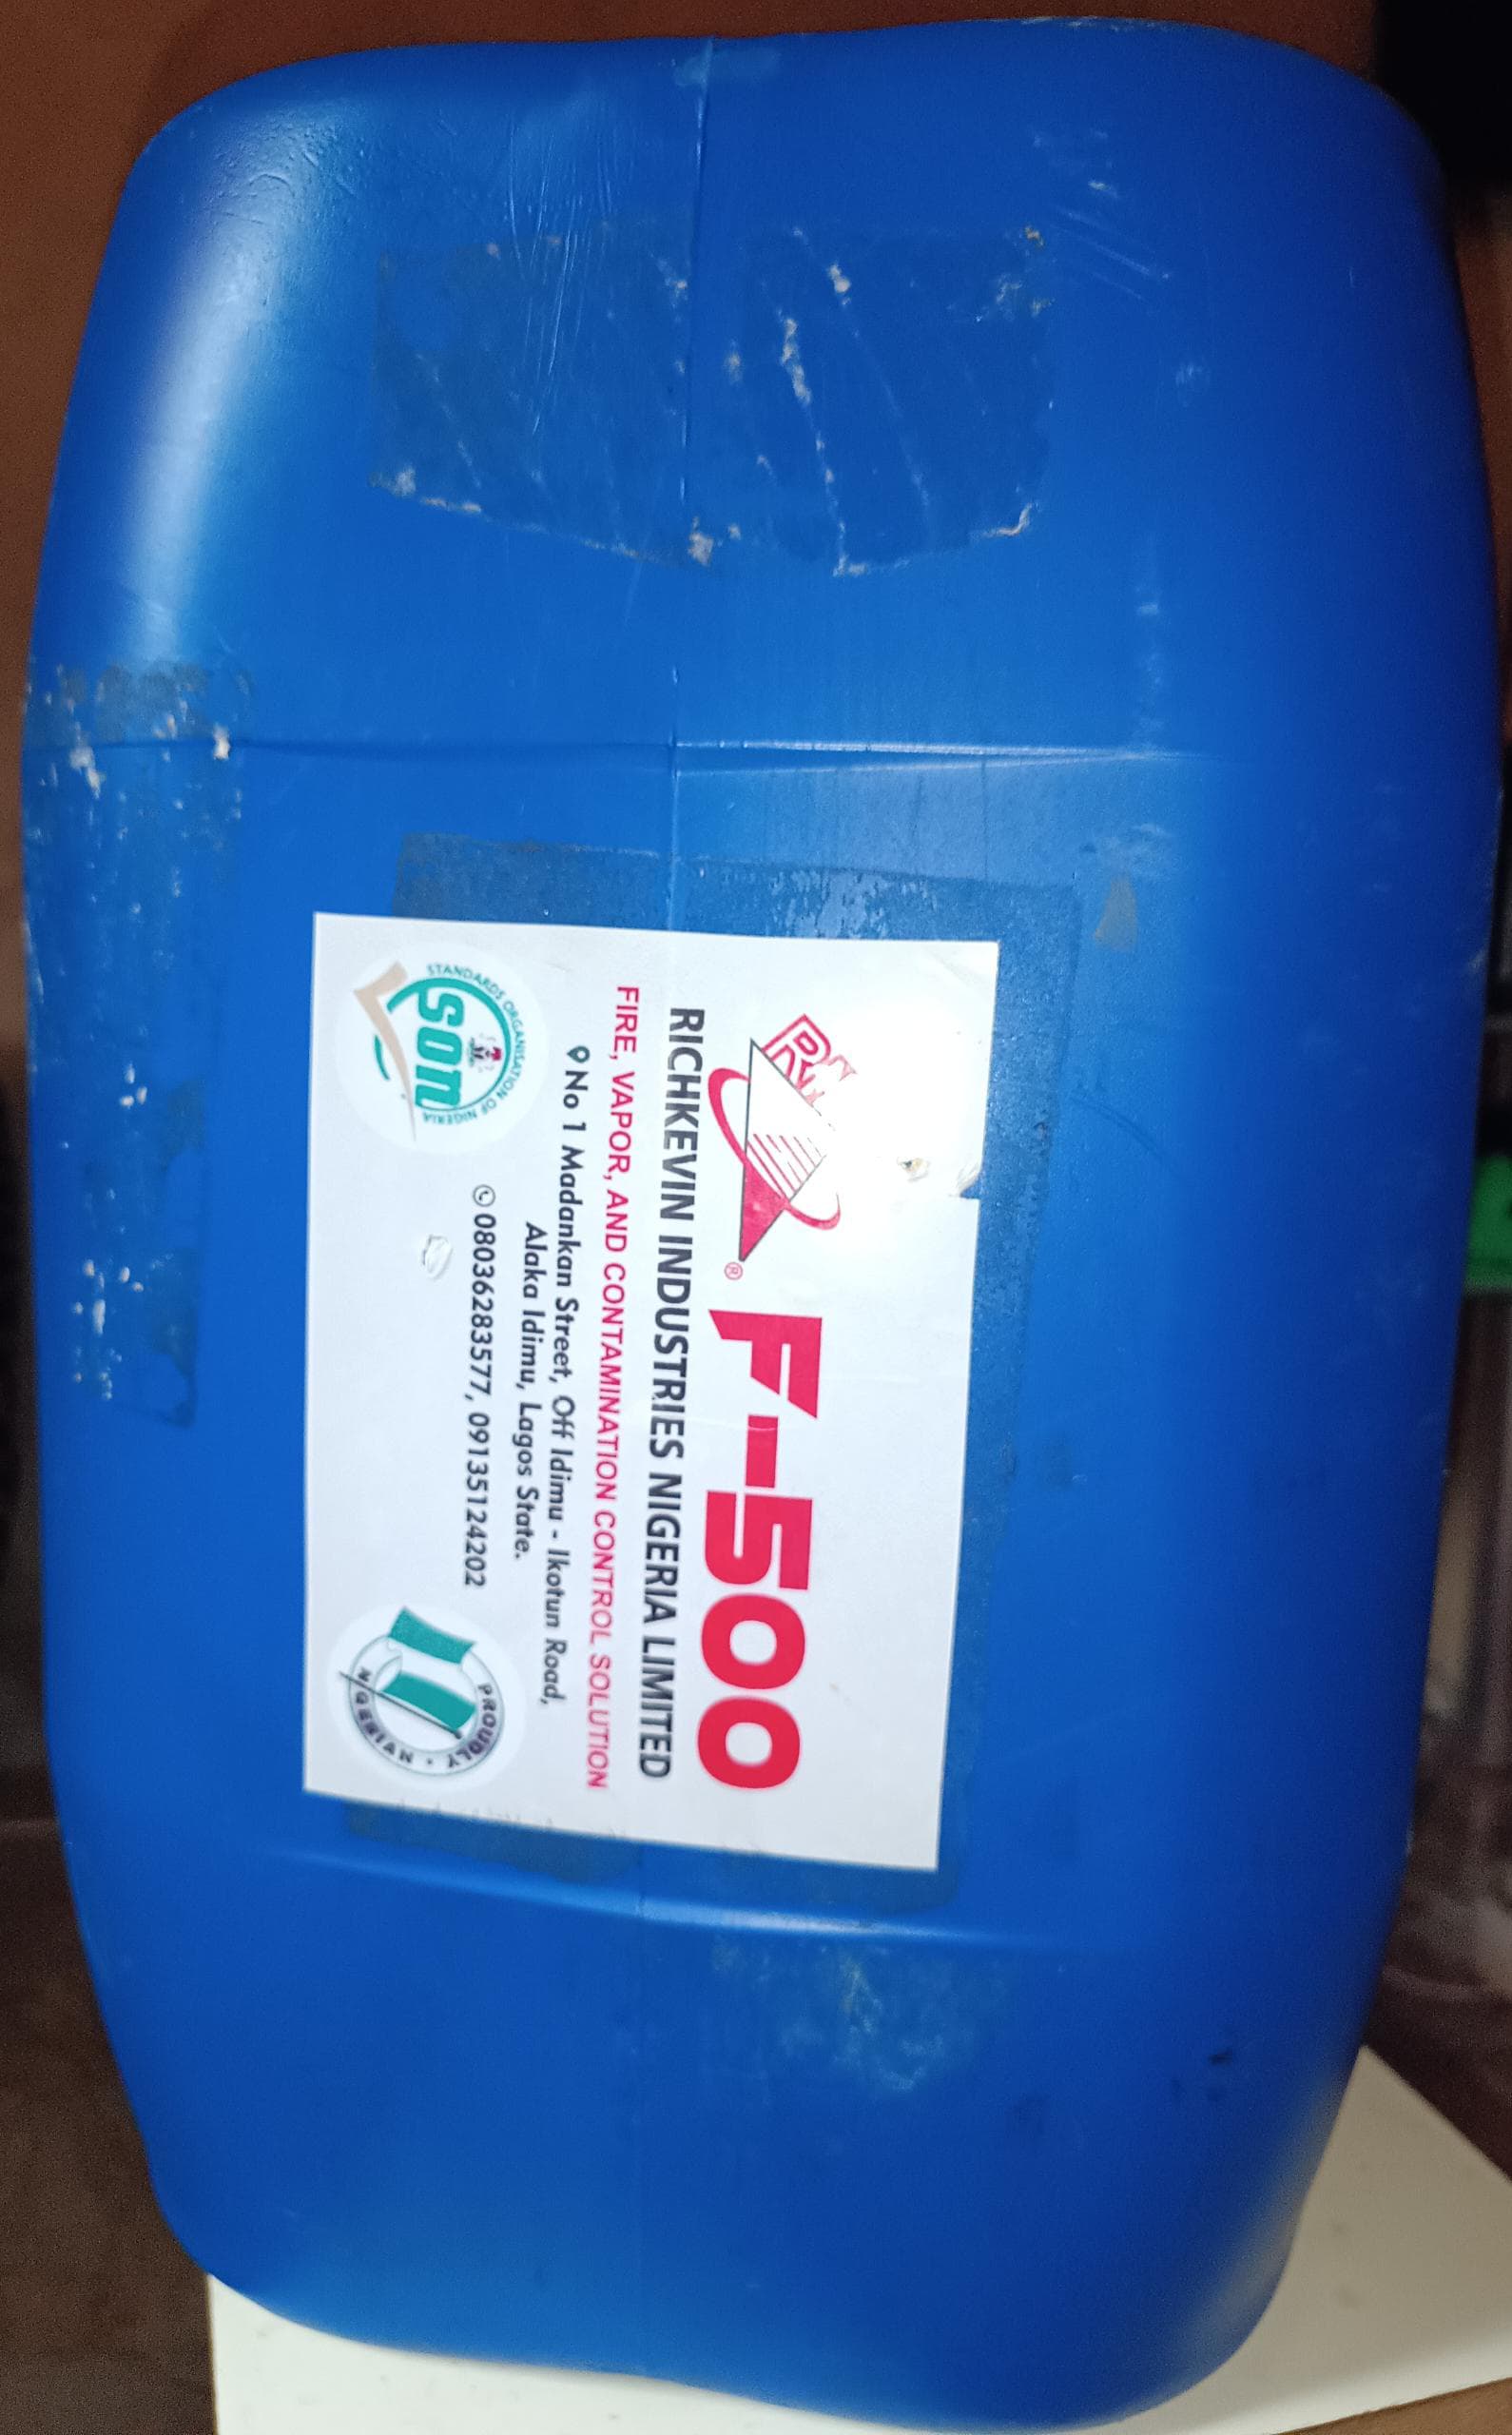 ®
F-500
RICHKEVIN INDUSTRIES NIGERIA LIMITED
FIRE, VAPOR, AND CONTAMINATION CONTROL SOLUTION
No 1 Madankan Street, Off Idimu - Ikotun Road,
Alaka Idimu, Lagos State.
08036283577, 09135124202
STANDARDS ORGANISATION OF NIGERIA
SON
PROUDLY
NIGERIAN